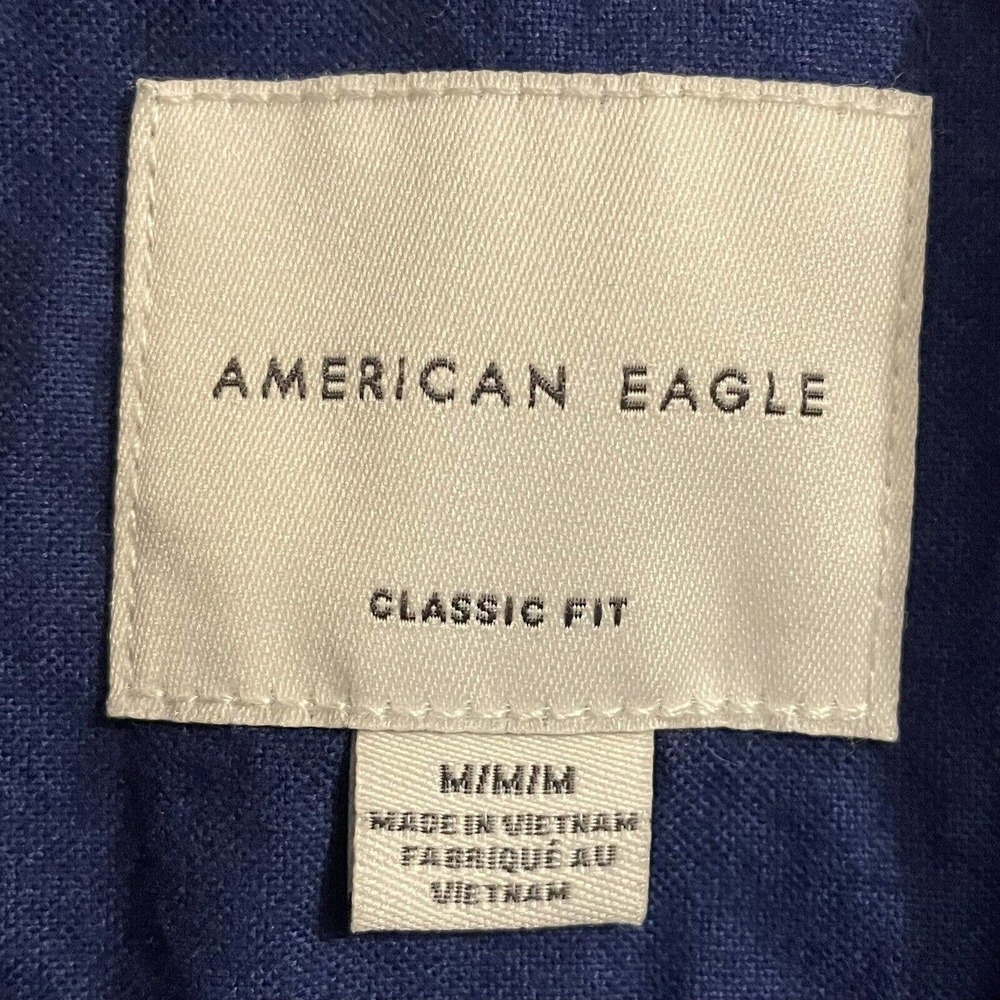 AMERICAN EAGLE
CLASSIC FIT
M/M/M
MADE IN VIETNAM
FABRIQUÉ AU
VIETNAM